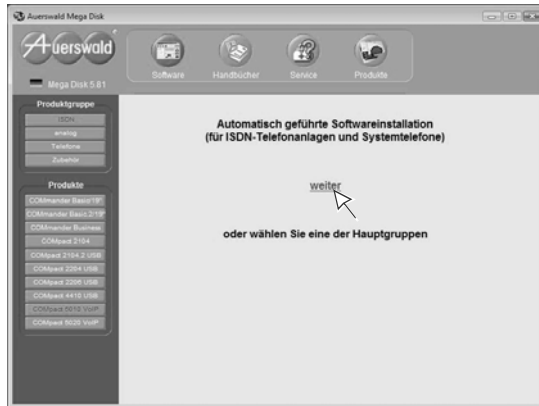 Auerswald Mega Disk
Auerswald
Software
Handbücher
Service
Produkte
Mega Disk 5.81
Produktgruppe
ISDN
analog
Telefone
Zubehör
Produkte
COMmander Basic/19"
COMmander Basic.2/19"
COMmander Business
COMpact 2104
COMpact 2104.2 USB
COMpact 2204 USB
COMpact 2206 USB
COMpact 4410 USB
COMpact 5010 VoIP
COMpact 5020 VoIP
Automatisch geführte Softwareinstallation
(für ISDN-Telefonanlagen und Systemtelefone)
weiter
oder wählen Sie eine der Hauptgruppen